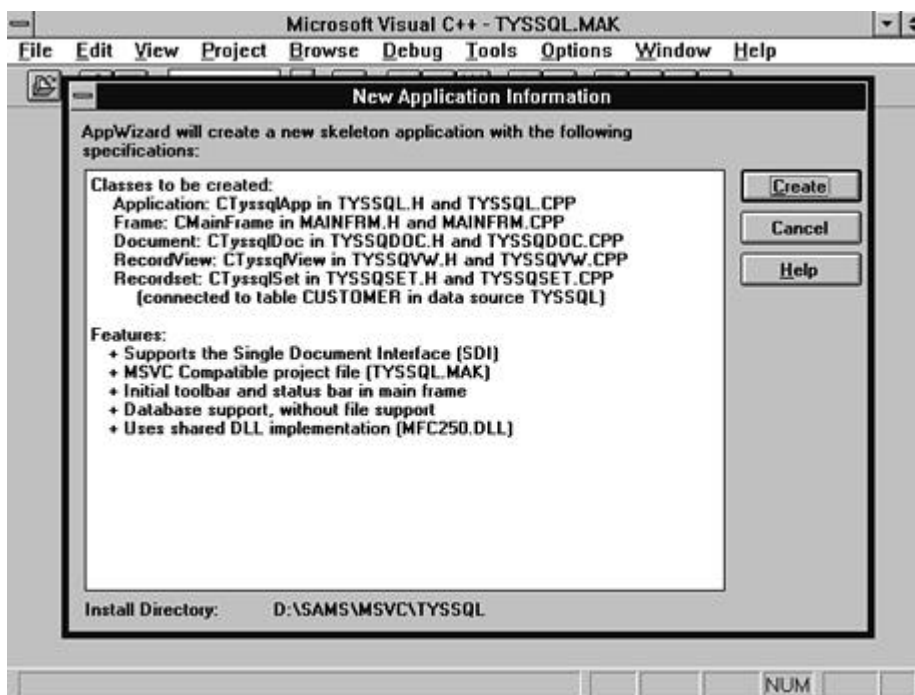 Microsoft Visual C++ - TYSSQL.MAK
File Edit View Project Browse Debug Tools Options Window Help
New Application Information
AppWizard will create a new skeleton application with the following
specifications:
Classes to be created:
Application: CTyssqlApp in TYSSQL.H and TYSSQL.CPP
Frame: CMainFrame in MAINFRM.H and MAINFRM.CPP
Document: CTyssqlDoc in TYSSQDOC.H and TYSSQDOC.CPP
RecordView: CTyssqlView in TYSSQVW.H and TYSSQVW.CPP
Recordset: CTyssqlSet in TYSSQSET.H and TYSSQSET.CPP
(connected to table CUSTOMER in data source TYSSQL)
Features:
+ Supports the Single Document Interface (SDI)
+ MSVC Compatible project file (TYSSQL.MAK)
+ Initial toolbar and status bar in main frame
+ Database support, without file support
+ Uses shared DLL implementation (MFC250.DLL)
Create
Cancel
Help
Install Directory: D:\SAMS\MSVC\TYSSQL
NUM